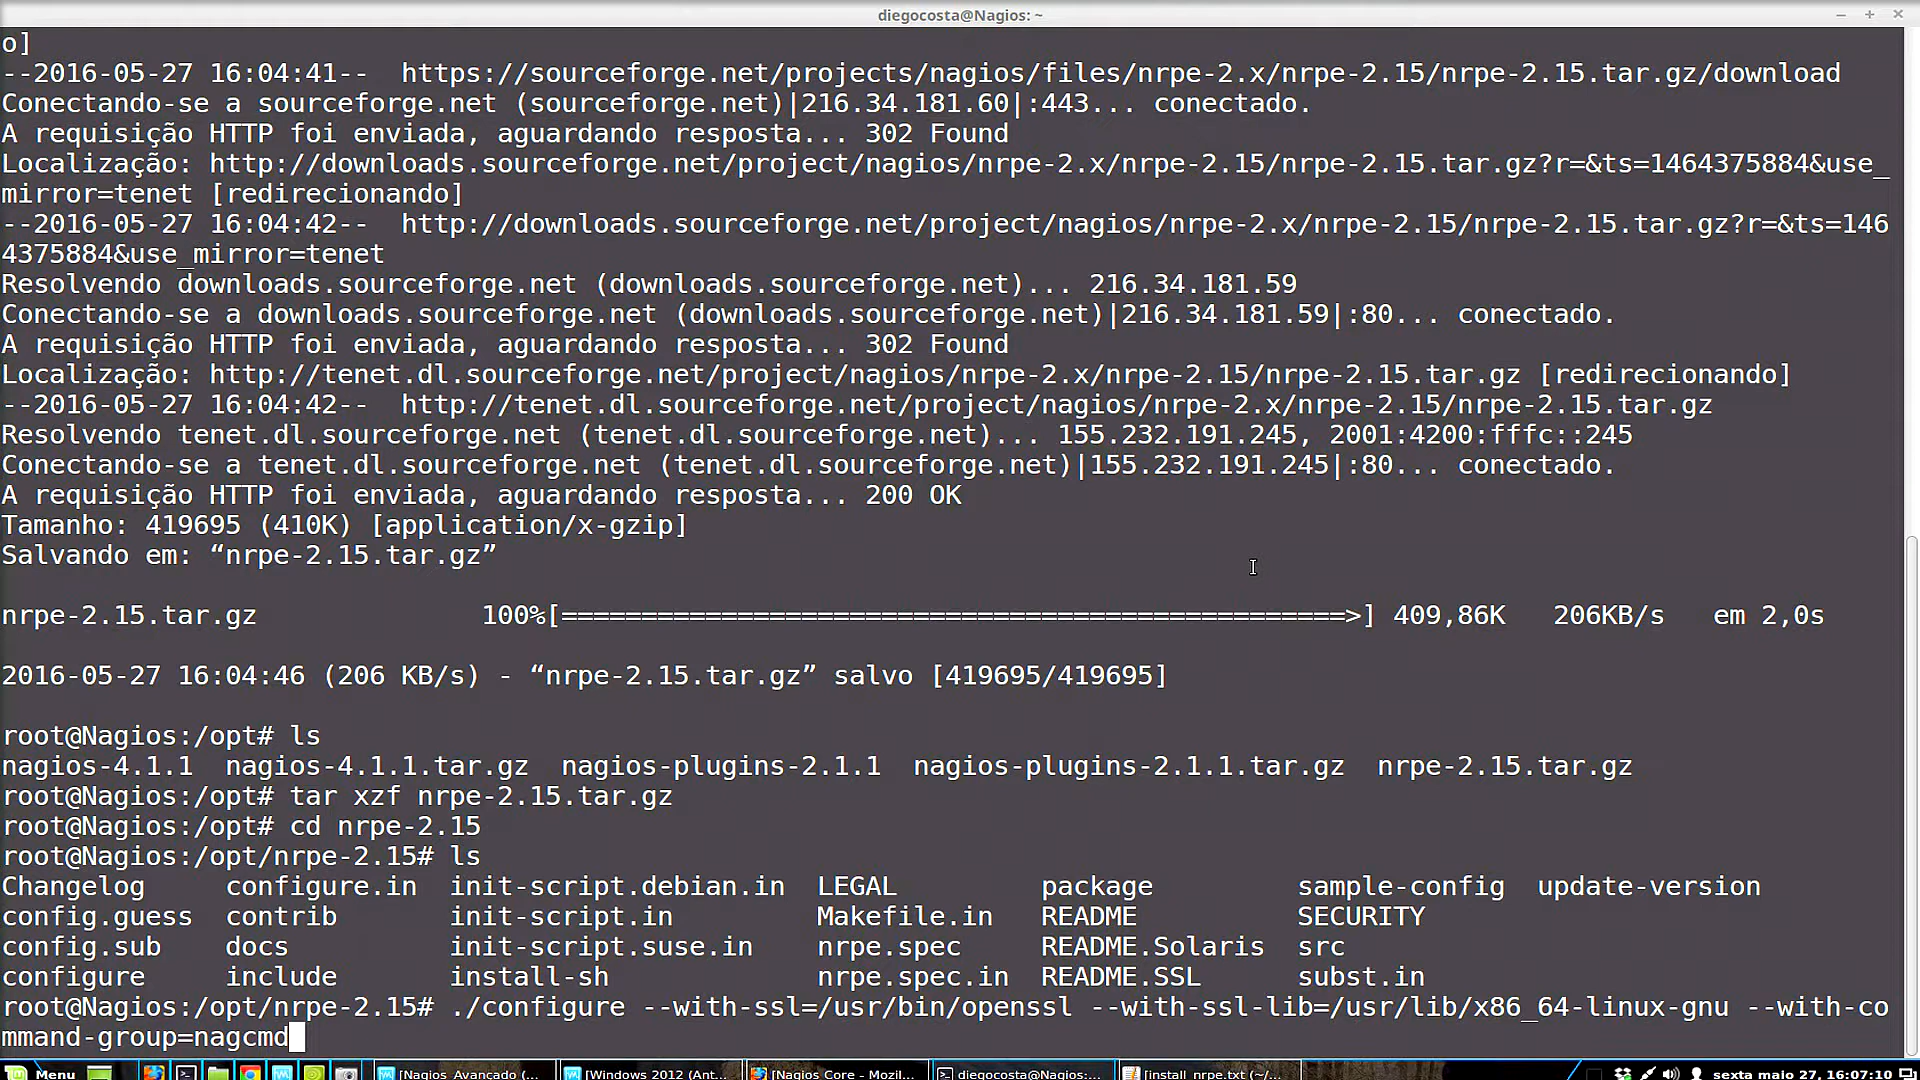 diegocosta@Nagios: ~
o]
--2016-05-27 16:04:41--  https://sourceforge.net/projects/nagios/files/nrpe-2.x/nrpe-2.15/nrpe-2.15.tar.gz/download
Conectando-se a sourceforge.net (sourceforge.net)|216.34.181.60|:443... conectado.
A requisição HTTP foi enviada, aguardando resposta... 302 Found
Localização: http://downloads.sourceforge.net/project/nagios/nrpe-2.x/nrpe-2.15/nrpe-2.15.tar.gz?r=&ts=1464375884&use_
mirror=tenet [redirecionando]
--2016-05-27 16:04:42--  http://downloads.sourceforge.net/project/nagios/nrpe-2.x/nrpe-2.15/nrpe-2.15.tar.gz?r=&ts=146
4375884&use_mirror=tenet
Resolvendo downloads.sourceforge.net (downloads.sourceforge.net)... 216.34.181.59
Conectando-se a downloads.sourceforge.net (downloads.sourceforge.net)|216.34.181.59|:80... conectado.
A requisição HTTP foi enviada, aguardando resposta... 302 Found
Localização: http://tenet.dl.sourceforge.net/project/nagios/nrpe-2.x/nrpe-2.15/nrpe-2.15.tar.gz [redirecionando]
--2016-05-27 16:04:42--  http://tenet.dl.sourceforge.net/project/nagios/nrpe-2.x/nrpe-2.15/nrpe-2.15.tar.gz
Resolvendo tenet.dl.sourceforge.net (tenet.dl.sourceforge.net)... 155.232.191.245, 2001:4200:fffc::245
Conectando-se a tenet.dl.sourceforge.net (tenet.dl.sourceforge.net)|155.232.191.245|:80... conectado.
A requisição HTTP foi enviada, aguardando resposta... 200 OK
Tamanho: 419695 (410K) [application/x-gzip]
Salvando em: “nrpe-2.15.tar.gz”
nrpe-2.15.tar.gz              100%[=================================================>] 409,86K   206KB/s   em 2,0s
2016-05-27 16:04:46 (206 KB/s) - “nrpe-2.15.tar.gz” salvo [419695/419695]
root@Nagios:/opt# ls
nagios-4.1.1  nagios-4.1.1.tar.gz  nagios-plugins-2.1.1  nagios-plugins-2.1.1.tar.gz  nrpe-2.15.tar.gz
root@Nagios:/opt# tar xzf nrpe-2.15.tar.gz
root@Nagios:/opt# cd nrpe-2.15
root@Nagios:/opt/nrpe-2.15# ls
Changelog     configure.in  init-script.debian.in  LEGAL         package         sample-config  update-version
config.guess  contrib       init-script.in         Makefile.in   README          SECURITY
config.sub    docs          init-script.suse.in    nrpe.spec     README.Solaris  src
configure     include       install-sh             nrpe.spec.in  README.SSL      subst.in
root@Nagios:/opt/nrpe-2.15# ./configure --with-ssl=/usr/bin/openssl --with-ssl-lib=/usr/lib/x86_64-linux-gnu --with-co
mmand-group=nagcmd
Menu [Nagios Avançado (... [Windows 2012 (Ant... [Nagios Core - Mozil... diegocosta@Nagios:... [install_nrpe.txt (~/... sexta maio 27, 16:07:10